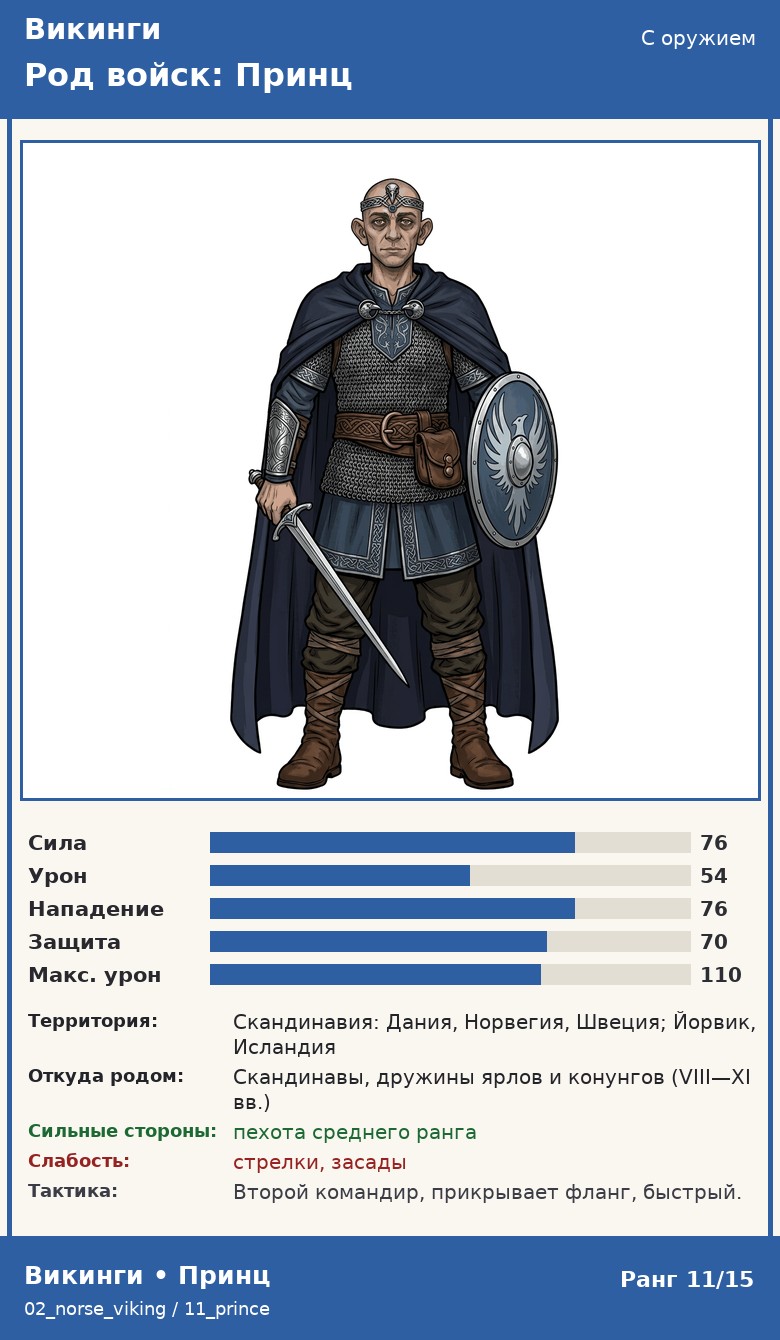 Викинги
С оружием
Род войск: Принц
Сила 76
Урон 54
Нападение 76
Защита 70
Макс. урон 110
Территория: Скандинавия: Дания, Норвегия, Швеция; Йорвик,
Исландия
Откуда родом: Скандинавы, дружины ярлов и конунгов (VIII—XI
вв.)
Сильные стороны: пехота среднего ранга
Слабость: стрелки, засады
Тактика: Второй командир, прикрывает фланг, быстрый.
Викинги • Принц
Ранг 11/15
02_norse_viking / 11_prince